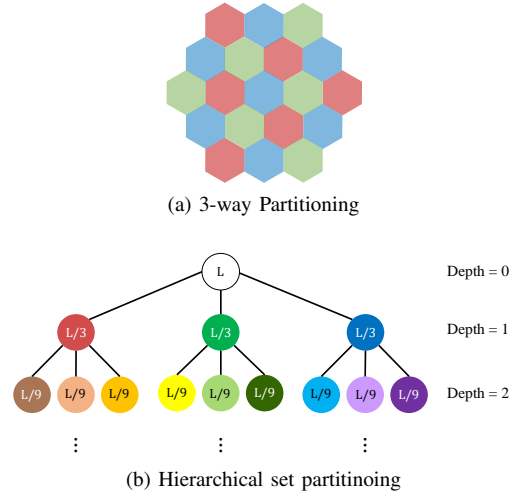 (a) 3-way Partitioning
L
Depth = 0
L/3 L/3 L/3
Depth = 1
L/9 L/9 L/9 L/9 L/9 L/9 L/9 L/9 L/9
Depth = 2
⋮ ⋮ ⋮
(b) Hierarchical set partitinoing